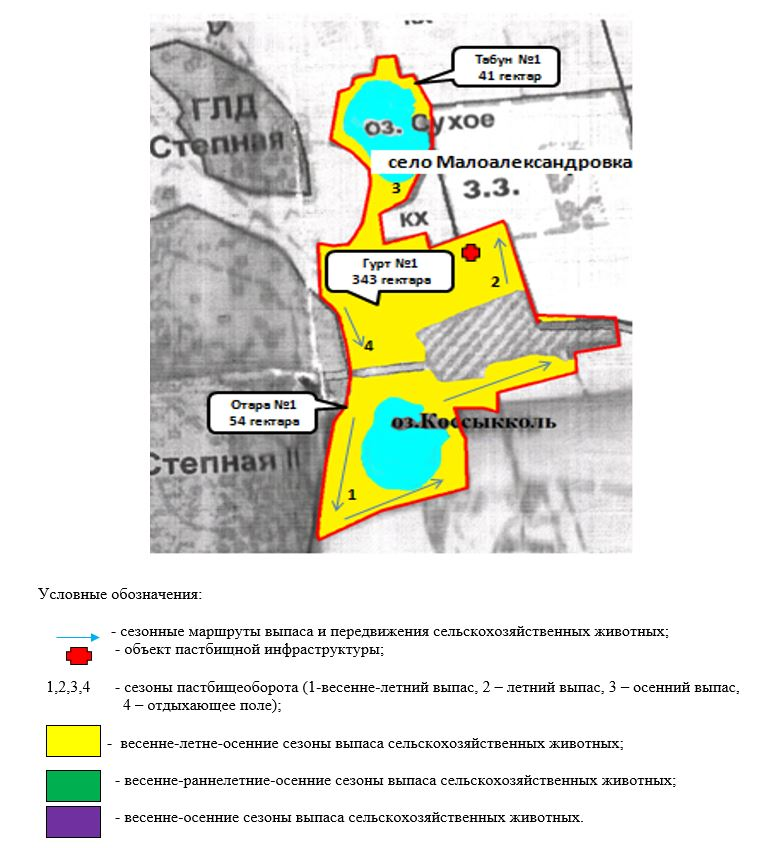 кх
Табун №1
41 гектар
ГЛД
Степная
оз. Сухое
село Малоалександровка
3
З.З.
КХ
Гурт №1
343 гектара
2
4
Отара №1
54 гектара
оз.Коссыкколь
Степная II
1
Условные обозначения:
- сезонные маршруты выпаса и передвижения сельскохозяйственных животных;
- объект пастбищной инфраструктуры;
1,2,3,4 - сезоны пастбищеоборота (1-весенне-летний выпас, 2 – летний выпас, 3 – осенний выпас,
4 – отдыхающее поле);
- весенне-летне-осенние сезоны выпаса сельскохозяйственных животных;
- весенне-раннелетние-осенние сезоны выпаса сельскохозяйственных животных;
- весенне-осенние сезоны выпаса сельскохозяйственных животных.